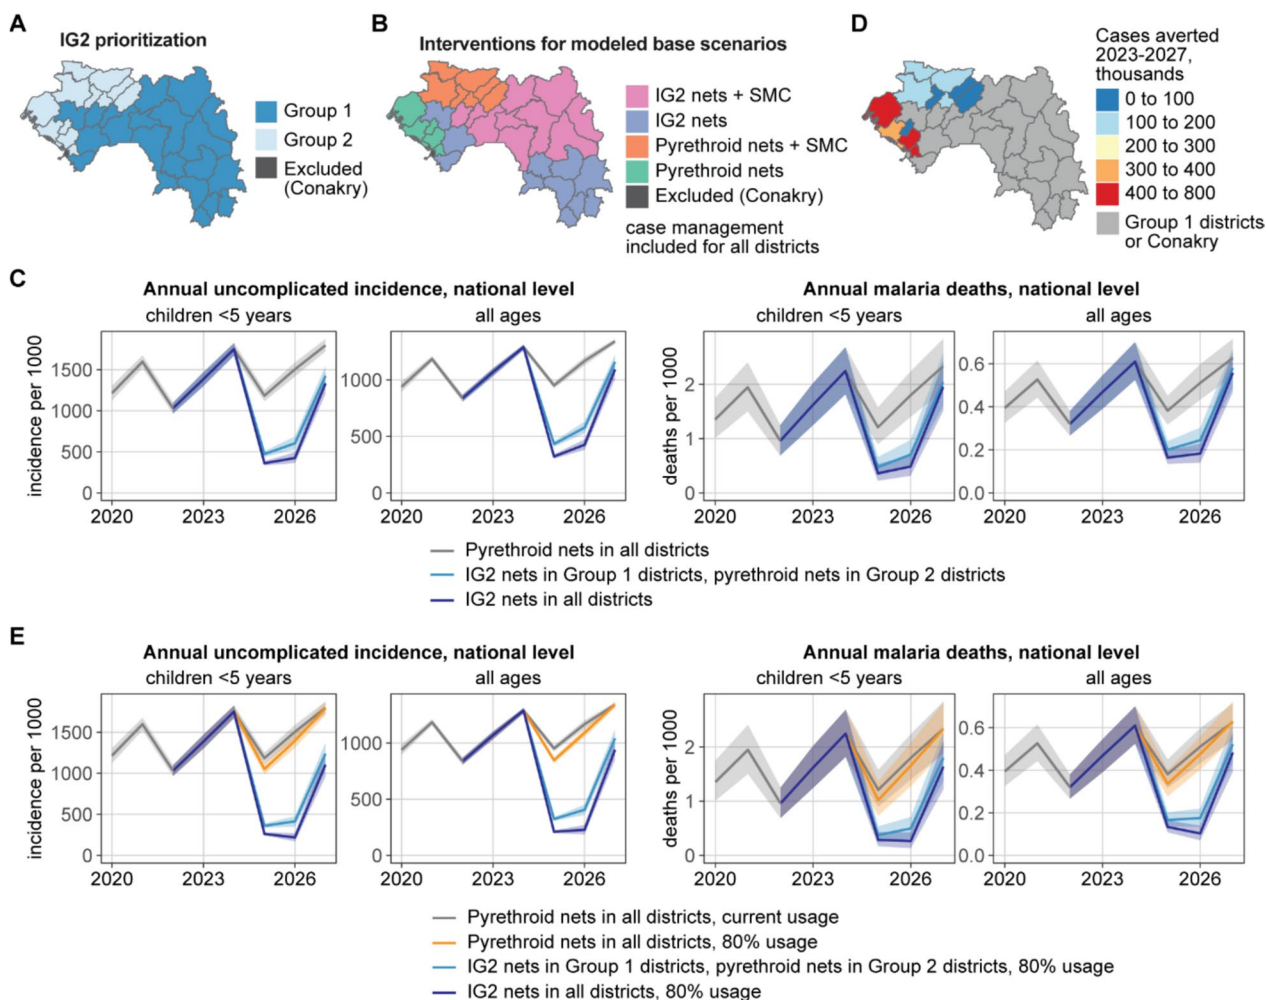 A
IG2 prioritization
Group 1
Group 2
Excluded
(Conakry)
B
Interventions for modeled base scenarios
IG2 nets + SMC
IG2 nets
Pyrethroid nets + SMC
Pyrethroid nets
Excluded (Conakry)
case management
included for all districts
D
Cases averted
2023-2027,
thousands
0 to 100
100 to 200
200 to 300
300 to 400
400 to 800
Group 1 districts
or Conakry
C
Annual uncomplicated incidence, national level
children <5 years
all ages
incidence per 1000
1500
1000
500
0
2020
2023
2026
1000
500
0
2020
2023
2026
Annual malaria deaths, national level
children <5 years
all ages
deaths per 1000
2
1
0
2020
2023
2026
0.6
0.4
0.2
0.0
2020
2023
2026
Pyrethroid nets in all districts
IG2 nets in Group 1 districts, pyrethroid nets in Group 2 districts
IG2 nets in all districts
E
Annual uncomplicated incidence, national level
children <5 years
all ages
incidence per 1000
1500
1000
500
0
2020
2023
2026
1000
500
0
2020
2023
2026
Annual malaria deaths, national level
children <5 years
all ages
deaths per 1000
2
1
0
2020
2023
2026
0.6
0.4
0.2
0.0
2020
2023
2026
Pyrethroid nets in all districts, current usage
Pyrethroid nets in all districts, 80% usage
IG2 nets in Group 1 districts, pyrethroid nets in Group 2 districts, 80% usage
IG2 nets in all districts, 80% usage